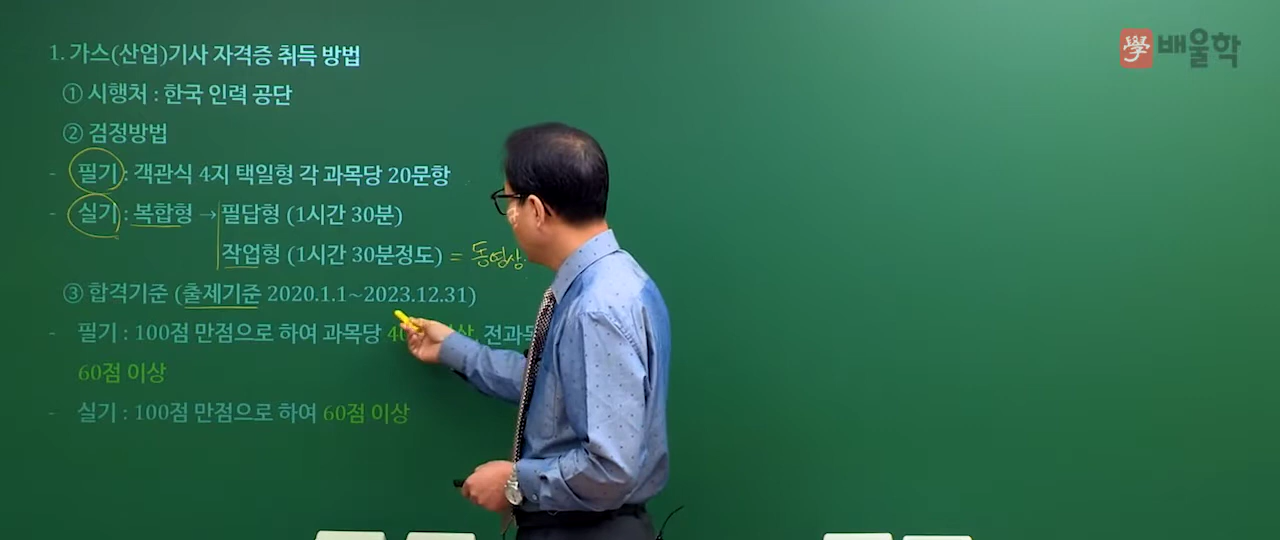 1. 가스(산업)기사 자격증 취득 방법
① 시행처 : 한국 인력 공단
② 검정방법
- 필기 : 객관식 4지 택일형 각 과목당 20문항
- 실기 : 복합형 → 필답형 (1시간 30분)
작업형 (1시간 30분정도) = 동영상
③ 합격기준 (출제기준 2020.1.1~2023.12.31)
- 필기 : 100점 만점으로 하여 과목당
60점 이상
- 실기 : 100점 만점으로 하여 60점 이상
學 배울학